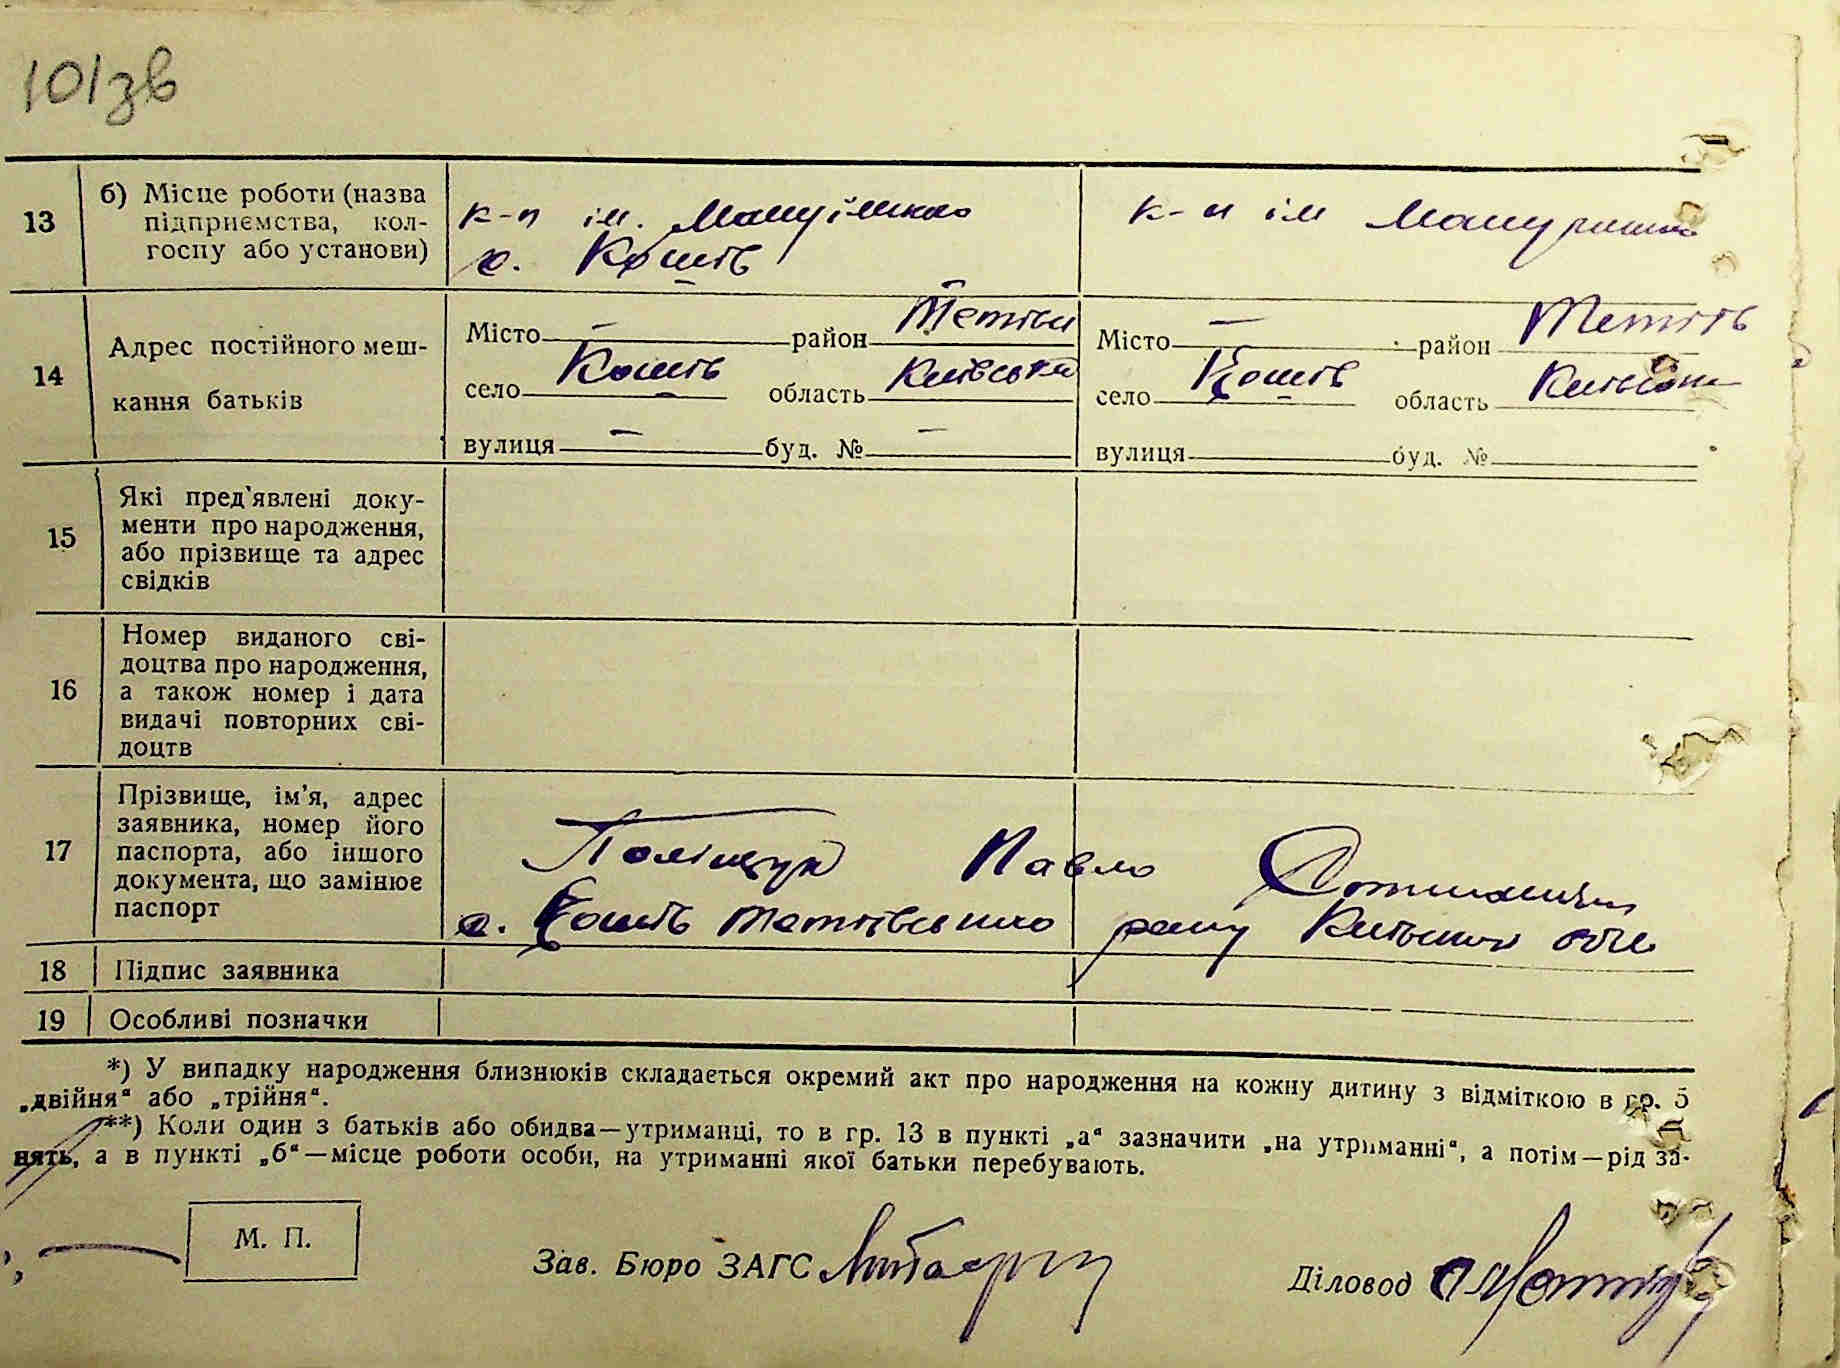 101зв
13
б) Місце роботи (назва
підприємства, кол-
госпу або установи)
к-п ім. Мануїлське
с. Кошів
к-п ім
14
Адрес постійного меш-
кання батьків
Місто — район Тетіїв
село Кошів область Київська
вулиця — буд. № —
Місто — район Тетіїв
село Кошів область Київська
вулиця буд. №
15
Які пред'явлені доку-
менти про народження,
або прізвище та адрес
свідків
16
Номер виданого сві-
доцтва про народження,
а також номер і дата
видачі повторних сві-
доцтв
17
Прізвище, ім'я, адрес
заявника, номер його
паспорта, або іншого
документа, що замінює
паспорт
Поліщук Павло
с. Кошів Тетіївського р-ну Київської обл.
18
Підпис заявника
19
Особливі позначки
*) У випадку народження близнюків складається окремий акт про народження на кожну дитину з відміткою в гр. 5
„двійня“ або „трійня“.
**) Коли один з батьків або обидва—утриманці, то в гр. 13 в пункті „а“ зазначити „на утриманні“, а потім—рід за-
нять, а в пункті „б“—місце роботи особи, на утриманні якої батьки перебувають.
М. П.
Зав. Бюро ЗАГС
Діловод